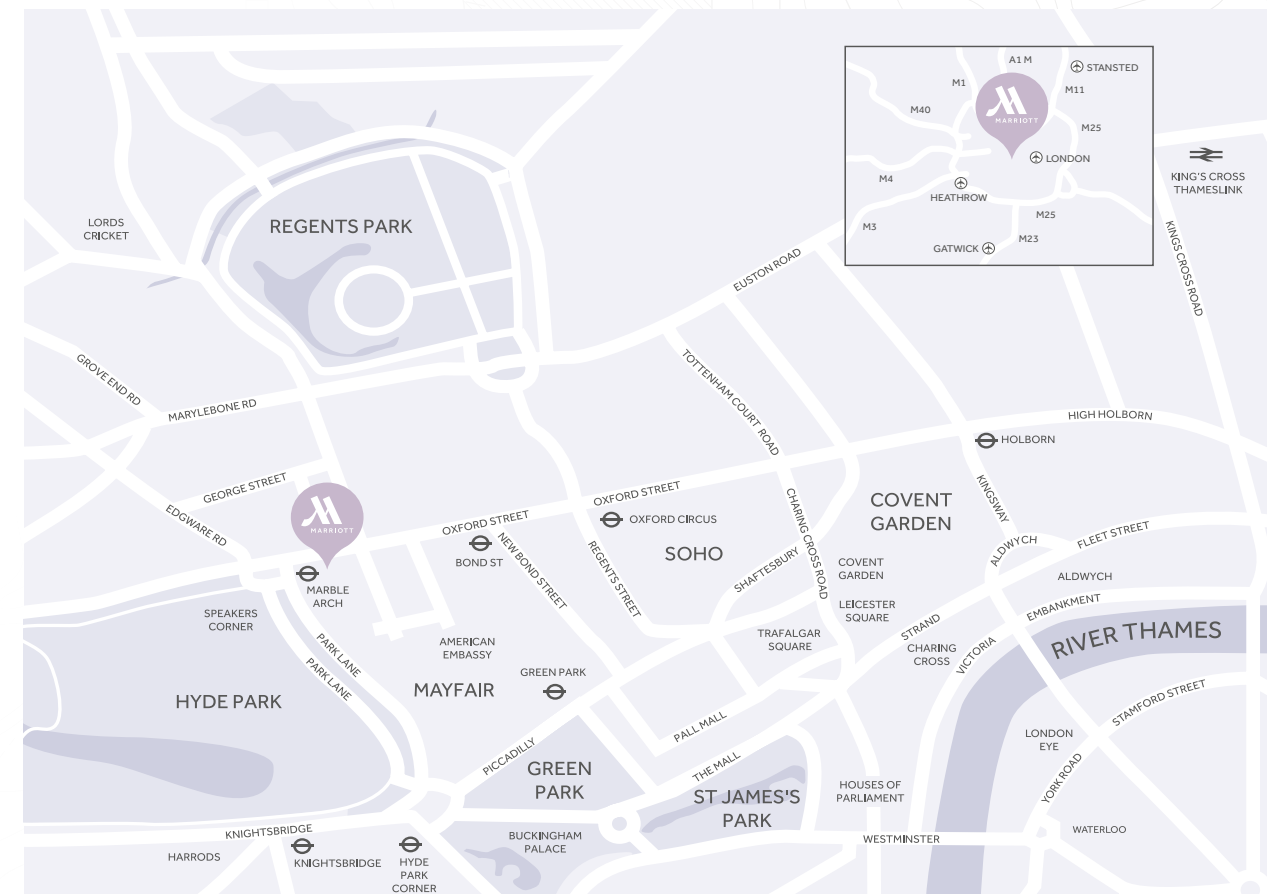 A1 M
STANSTED
M1
M11
M40
MARRIOTT
M25
LONDON
M4
HEATHROW
M25
M3
M23
GATWICK
KING'S CROSS
THAMESLINK
LORDS
CRICKET
REGENTS PARK
KINGS CROSS ROAD
EUSTON ROAD
GROVE END RD
MARYLEBONE RD
TOTTENHAM COURT ROAD
HIGH HOLBORN
HOLBORN
GEORGE STREET
EDGWARE RD
MARRIOTT
OXFORD STREET
OXFORD STREET
OXFORD CIRCUS
BOND ST
NEW BOND STREET
REGENTS STREET
SOHO
CHARING CROSS ROAD
COVENT
GARDEN
KINGSWAY
ALDWYCH
FLEET STREET
SHAFTESBURY
COVENT
GARDEN
ALDWYCH
MARBLE
ARCH
SPEAKERS
CORNER
LEICESTER
SQUARE
EMBANKMENT
TRAFALGAR
SQUARE
STRAND
CHARING
CROSS
VICTORIA
RIVER THAMES
PARK LANE
PARK LANE
AMERICAN
EMBASSY
GREEN PARK
MAYFAIR
HYDE PARK
STAMFORD STREET
PALL MALL
LONDON
EYE
PICCADILLY
THE MALL
GREEN
PARK
ST JAMES'S
PARK
HOUSES OF
PARLIAMENT
YORK ROAD
KNIGHTSBRIDGE
BUCKINGHAM
PALACE
WESTMINSTER
WATERLOO
HARRODS
KNIGHTSBRIDGE
HYDE
PARK
CORNER